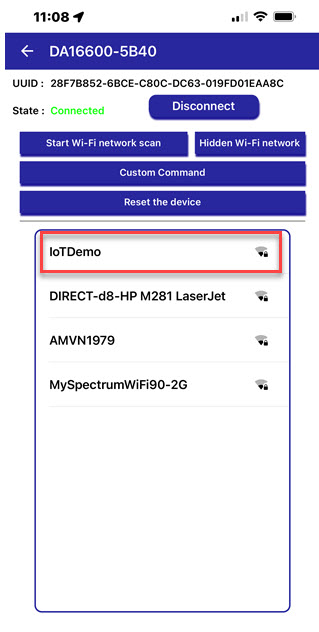 11:08
DA16600-5B40
UUID : 28F7B852-6BCE-C80C-DC63-019FD01EAA8C
State : Connected
Disconnect
Start Wi-Fi network scan
Hidden Wi-Fi network
Custom Command
Reset the device
IoTDemo
DIRECT-d8-HP M281 LaserJet
AMVN1979
MySpectrumWiFi90-2G